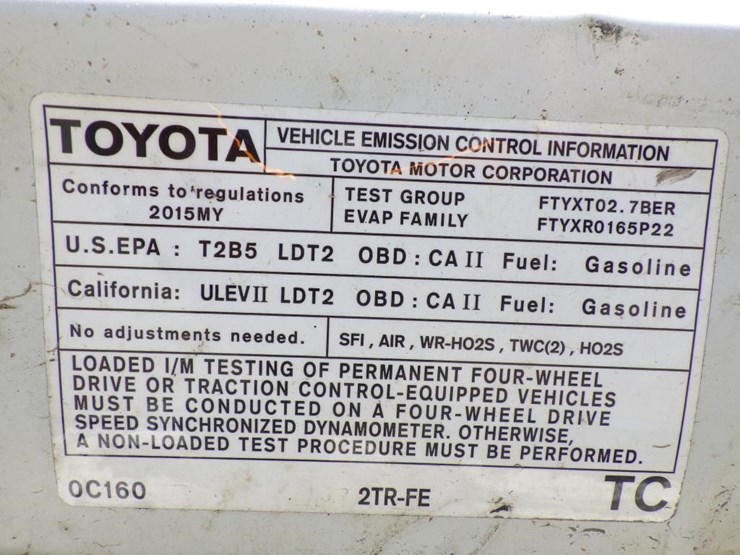 TOYOTA
VEHICLE EMISSION CONTROL INFORMATION
TOYOTA MOTOR CORPORATION
Conforms to regulations
2015MY
TEST GROUP FTYXT02.7BER
EVAP FAMILY FTYXR0165P22
U.S.EPA : T2B5 LDT2 OBD : CA II Fuel: Gasoline
California: ULEVII LDT2 OBD : CA II Fuel: Gasoline
No adjustments needed.
SFI , AIR , WR-HO2S , TWC(2) , HO2S
LOADED I/M TESTING OF PERMANENT FOUR-WHEEL
DRIVE OR TRACTION CONTROL-EQUIPPED VEHICLES
MUST BE CONDUCTED ON A FOUR-WHEEL DRIVE
SPEED SYNCHRONIZED DYNAMOMETER. OTHERWISE,
A NON-LOADED TEST PROCEDURE MUST BE PERFORMED.
0C160 2TR-FE TC